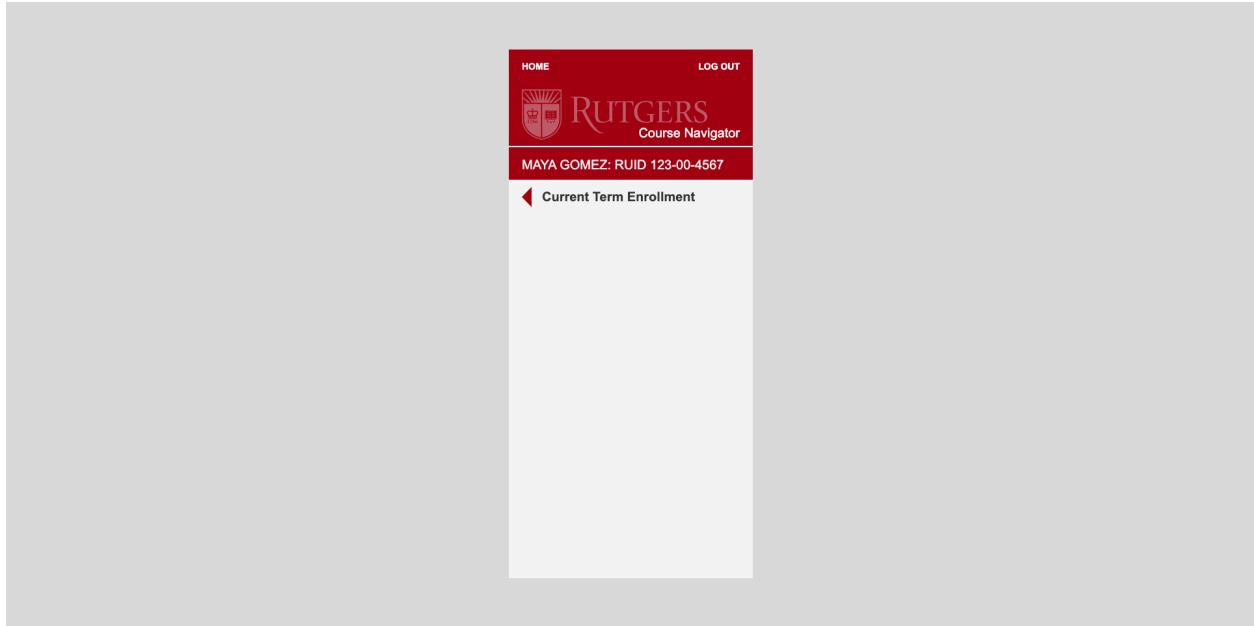 HOME
LOG OUT
RUTGERS
Course Navigator
MAYA GOMEZ: RUID 123-00-4567
Current Term Enrollment